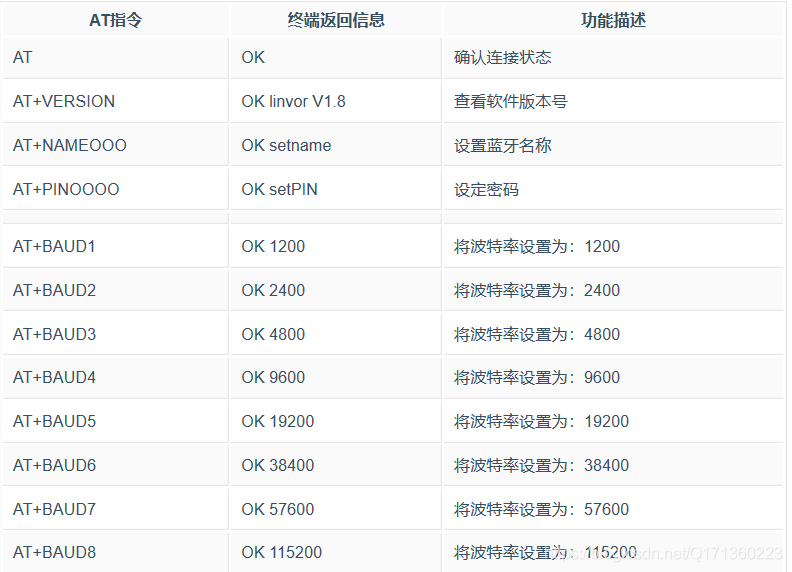 AT指令 终端返回信息 功能描述
AT OK 确认连接状态
AT+VERSION OK linvor V1.8 查看软件版本号
AT+NAMEOOO OK setname 设置蓝牙名称
AT+PINOOOO OK setPIN 设定密码
AT+BAUD1 OK 1200 将波特率设置为：1200
AT+BAUD2 OK 2400 将波特率设置为：2400
AT+BAUD3 OK 4800 将波特率设置为：4800
AT+BAUD4 OK 9600 将波特率设置为：9600
AT+BAUD5 OK 19200 将波特率设置为：19200
AT+BAUD6 OK 38400 将波特率设置为：38400
AT+BAUD7 OK 57600 将波特率设置为：57600
AT+BAUD8 OK 115200 将波特率设置为：115200